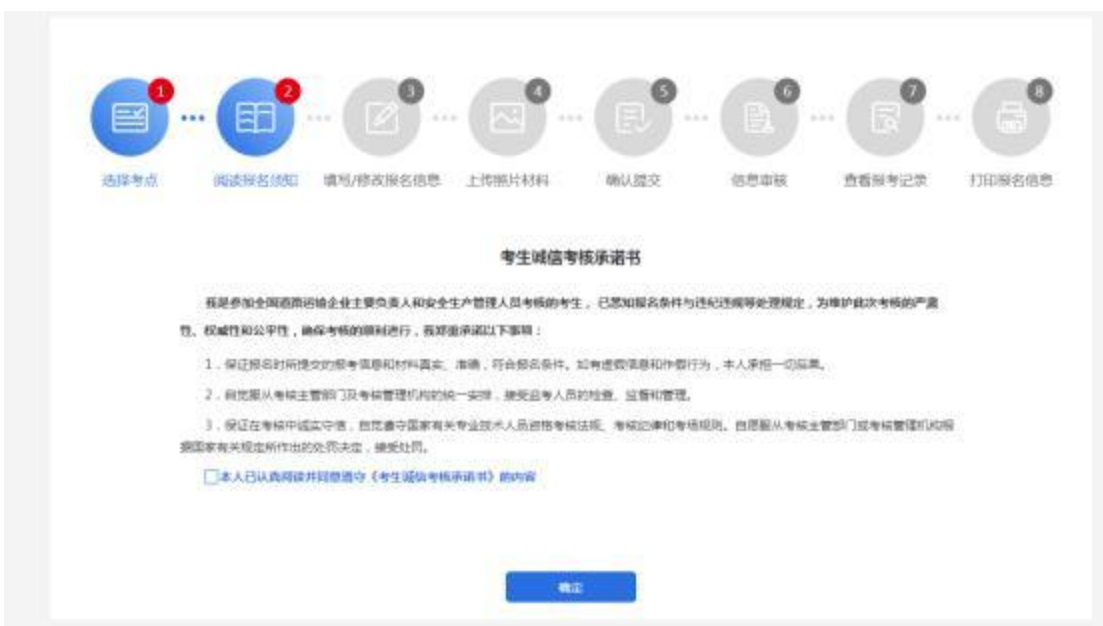 1
2
3
4
5
6
7
8
选择考点
阅读报名须知
填写/修改报名信息
上传照片材料
确认提交
信息审核
查看报考记录
打印报名信息
考生诚信考核承诺书
我是参加全国道路运输企业主要负责人和安全生产管理人员考核的考生，已悉知报名条件与违纪违规等处理规定，为维护此次考核的严肃
性、权威性和公平性，确保考核的顺利进行，我郑重承诺以下事项：
1．保证报名时所提交的报考信息和材料真实、准确，符合报名条件。如有虚假信息和作假行为，本人承担一切后果。
2．自觉服从考核主管部门及考核管理机构的统一安排，接受监考人员的检查、监督和管理。
3．保证在考核中诚实守信，自觉遵守国家有关专业技术人员资格考核法规、考核纪律和考场规则。自愿服从考核主管部门或考核管理机构根
据国家有关规定所作出的处罚决定，接受处罚。
本人已认真阅读并同意遵守《考生诚信考核承诺书》的内容
确定